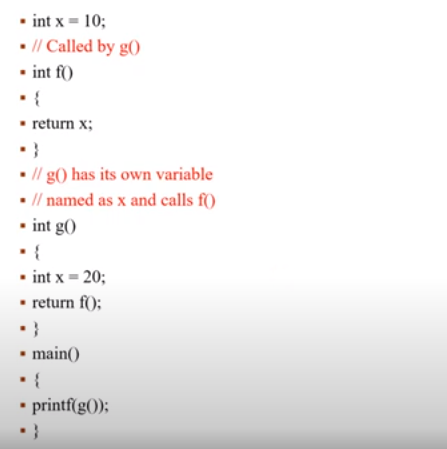 ▪ int x = 10;
▪ // Called by g()
▪ int f()
▪ {
▪ return x;
▪ }
▪ // g() has its own variable
▪ // named as x and calls f()
▪ int g()
▪ {
▪ int x = 20;
▪ return f();
▪ }
▪ main()
▪ {
▪ printf(g());
▪ }